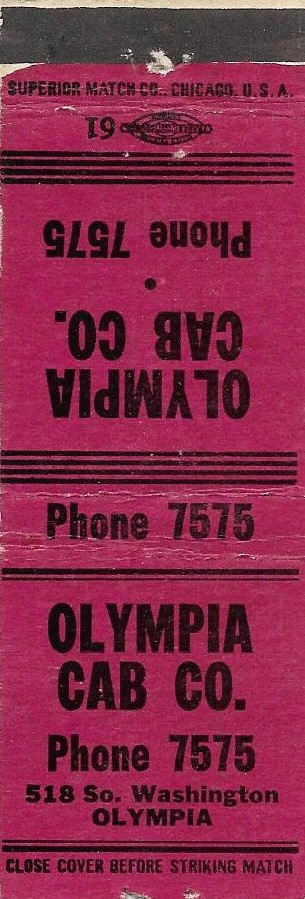 SUPERIOR MATCH CO., CHICAGO, U.S.A.
61
Phone 7575
OLYMPIA
CAB CO.
Phone 7575
OLYMPIA
CAB CO.
Phone 7575
518 So. Washington
OLYMPIA
CLOSE COVER BEFORE STRIKING MATCH